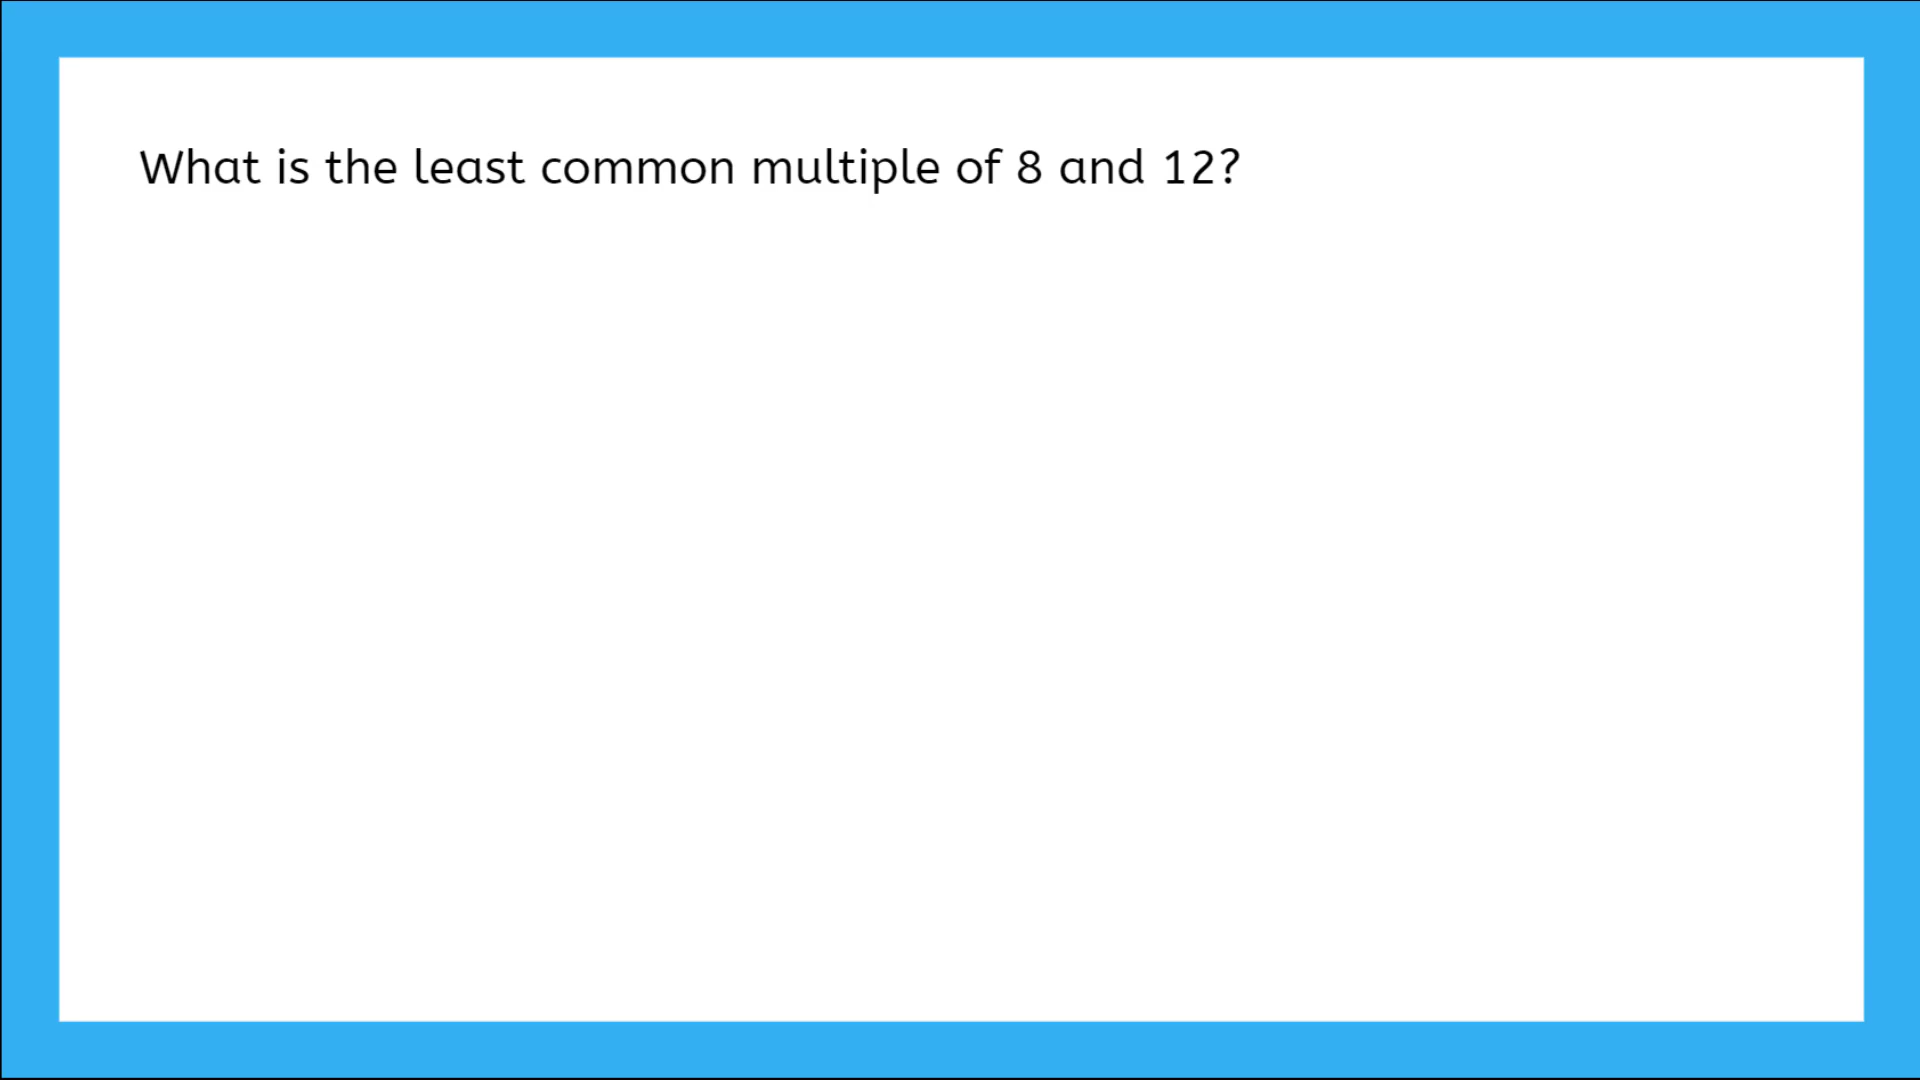 What is the least common multiple of 8 and 12?